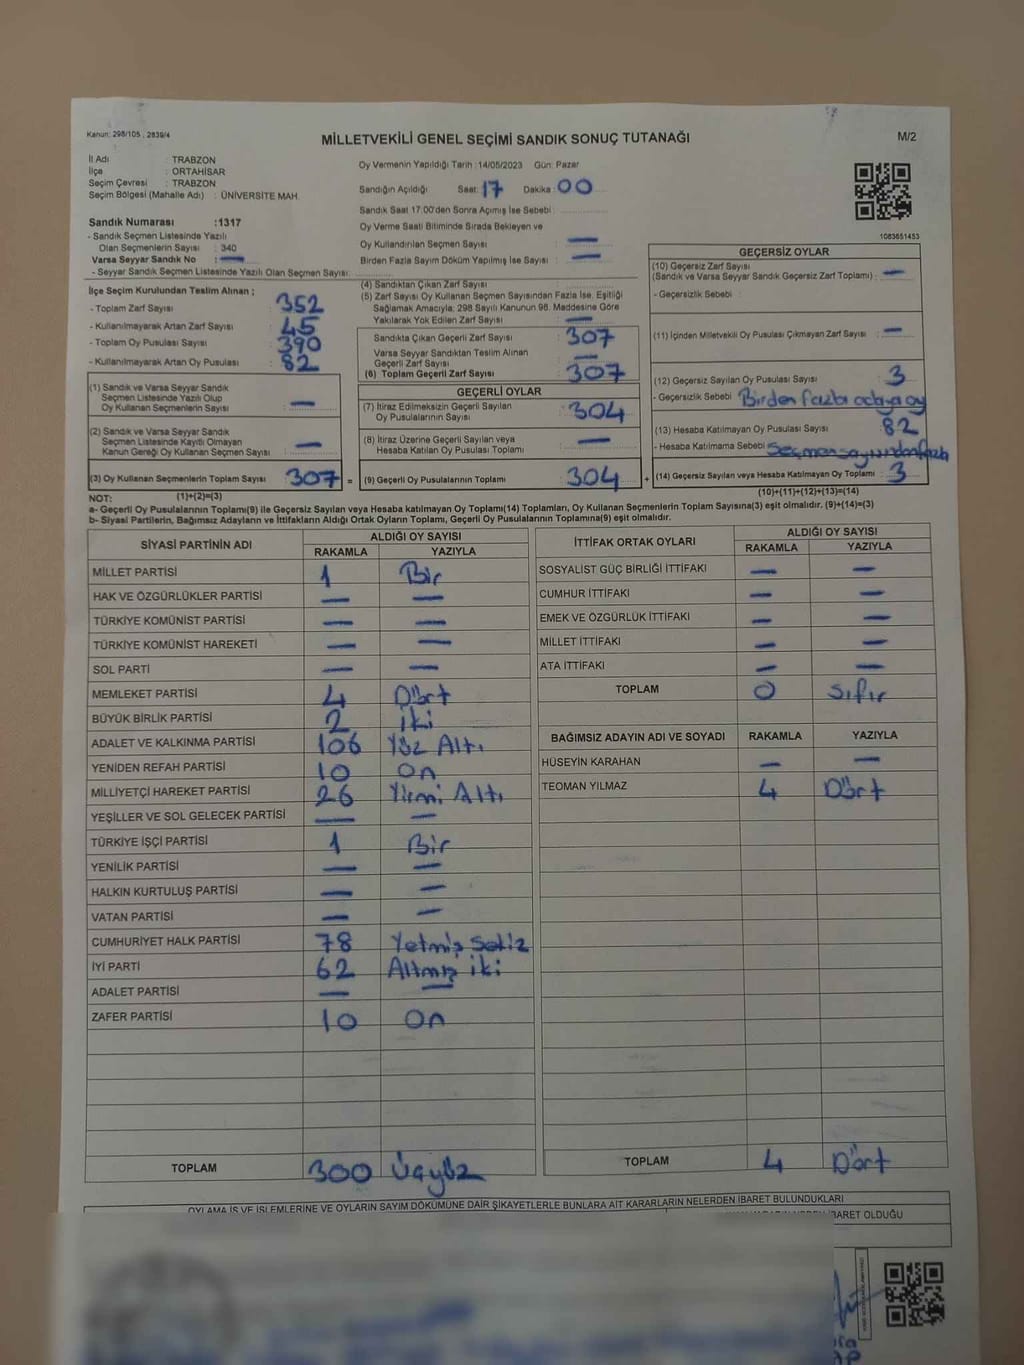 Kanun: 298/105 , 2839/4
MİLLETVEKİLİ GENEL SEÇİMİ SANDIK SONUÇ TUTANAĞI
M/2
İl Adı : TRABZON
İlçe : ORTAHİSAR
Seçim Çevresi : TRABZON
Seçim Bölgesi (Mahalle Adı) : ÜNİVERSİTE MAH.
Oy Vermenin Yapıldığı Tarih :14/05/2023 Gün: Pazar
Sandığın Açıldığı Saat: 17 Dakika: 00
Sandık Saat 17.00'den Sonra Açımış İse Sebebi :
Oy Verme Saati Bitiminde Sırada Bekleyen ve
Oy Kullandırılan Seçmen Sayısı : —
Birden Fazla Sayım Döküm Yapılmış İse Sayısı : —
1083651453
Sandık Numarası :1317
- Sandık Seçmen Listesinde Yazılı
Olan Seçmenlerin Sayısı : 340
Varsa Seyyar Sandık No : —
- Seyyar Sandık Seçmen Listesinde Yazılı Olan Seçmen Sayısı:
İlçe Seçim Kurulundan Teslim Alınan ;
- Toplam Zarf Sayısı : 352
- Kullanılmayarak Artan Zarf Sayısı : 45
- Toplam Oy Pusulası : 390
- Kullanılmayarak Artan Oy Pusulası : 82
(1) Sandık ve Varsa Seyyar Sandık
Seçmen Listesinde Yazılı Olup
Oy Kullanan Seçmenlerin Sayısı : —
(2) Sandık ve Varsa Seyyar Sandık
Seçmen Listesinde Kayıtlı Olmayan
Kanun Gereği Oy Kullanan Seçmen Sayısı : —
(3) Oy Kullanan Seçmenlerin Toplam Sayısı : 307 =
(1)+(2)=(3)
(4) Sandıktan Çıkan Zarf Sayısı :
(5) Zarf Sayısı Oy Kullanan Seçmen Sayısından Fazla İse, Eşitliği
Sağlamak Amacıyla, 298 Sayılı Kanunun 98. Maddesine Göre
Yakılarak Yok Edilen Zarf Sayısı : —
Sandıkta Çıkan Geçerli Zarf Sayısı : 307
Varsa Seyyar Sandıktan Teslim Alınan
Geçerli Zarf Sayısı : —
(6) Toplam Geçerli Zarf Sayısı : 307
GEÇERLİ OYLAR
(7) İtiraz Edilmeksizin Geçerli Sayılan
Oy Pusulalarının Sayısı : 304
(8) İtiraz Üzerine Geçerli Sayılan veya
Hesaba Katılan Oy Pusulası Toplamı : —
(9) Geçerli Oy Pusulalarının Toplamı : 304 +
GEÇERSİZ OYLAR
(10) Geçersiz Zarf Sayısı
(Sandık ve Varsa Seyyar Sandık Geçersiz Zarf Toplamı) : —
- Geçersizlik Sebebi :
(11) İçinden Milletvekili Oy Pusulası Çıkmayan Zarf Sayısı : —
(12) Geçersiz Sayılan Oy Pusulası Sayısı : 3
- Geçersizlik Sebebi : Birden fazla adaya oy
(13) Hesaba Katılmayan Oy Pusulası Sayısı : 82
- Hesaba Katılmama Sebebi : Seçmen sayısından fazla
(14) Geçersiz Sayılan veya Hesaba Katılmayan Oy Toplamı : 3
(10)+(11)+(12)+(13)=(14)
NOT:
a- Geçerli Oy Pusulalarının Toplamı(9) ile Geçersiz Sayılan veya Hesaba katılmayan Oy Toplamı(14) Toplamları, Oy Kullanan Seçmenlerin Toplam Sayısına(3) eşit olmalıdır. (9)+(14)=(3)
b- Siyasi Partilerin, Bağımsız Adayların ve İttifakların Aldığı Ortak Oyların Toplamı, Geçerli Oy Pusulalarının Toplamına(9) eşit olmalıdır.
SİYASİ PARTİNİN ADI ALDIĞI OY SAYISI
RAKAMLA YAZIYLA
MİLLET PARTİSİ 1 Bir
HAK VE ÖZGÜRLÜKLER PARTİSİ — —
TÜRKİYE KOMÜNİST PARTİSİ — —
TÜRKİYE KOMÜNİST HAREKETİ — —
SOL PARTİ — —
MEMLEKET PARTİSİ 4 Dört
BÜYÜK BİRLİK PARTİSİ 2 iki
ADALET VE KALKINMA PARTİSİ 106 Yüz Altı
YENİDEN REFAH PARTİSİ 10 On
MİLLİYETÇİ HAREKET PARTİSİ 26 Yirmi Altı
YEŞİLLER VE SOL GELECEK PARTİSİ — —
TÜRKİYE İŞÇİ PARTİSİ 1 Bir
YENİLİK PARTİSİ — —
HALKIN KURTULUŞ PARTİSİ — —
VATAN PARTİSİ — —
CUMHURİYET HALK PARTİSİ 78 Yetmiş Sekiz
İYİ PARTİ 62 Altmış iki
ADALET PARTİSİ — —
ZAFER PARTİSİ 10 On
TOPLAM 300 Üçyüz
İTTİFAK ORTAK OYLARI ALDIĞI OY SAYISI
RAKAMLA YAZIYLA
SOSYALİST GÜÇ BİRLİĞİ İTTİFAKI — —
CUMHUR İTTİFAKI — —
EMEK VE ÖZGÜRLÜK İTTİFAKI — —
MİLLET İTTİFAKI — —
ATA İTTİFAKI — —
TOPLAM 0 Sıfır
BAĞIMSIZ ADAYIN ADI VE SOYADI RAKAMLA YAZIYLA
HÜSEYİN KARAHAN — —
TEOMAN YILMAZ 4 Dört
TOPLAM 4 Dört
OYLAMA İŞ VE İŞLEMLERİNE VE OYLARIN SAYIM DÖKÜMÜNE DAİR ŞİKAYETLERLE BUNLARA AİT KARARLARIN NELERDEN İBARET BULUNDUKLARI
İBARET OLDUĞU